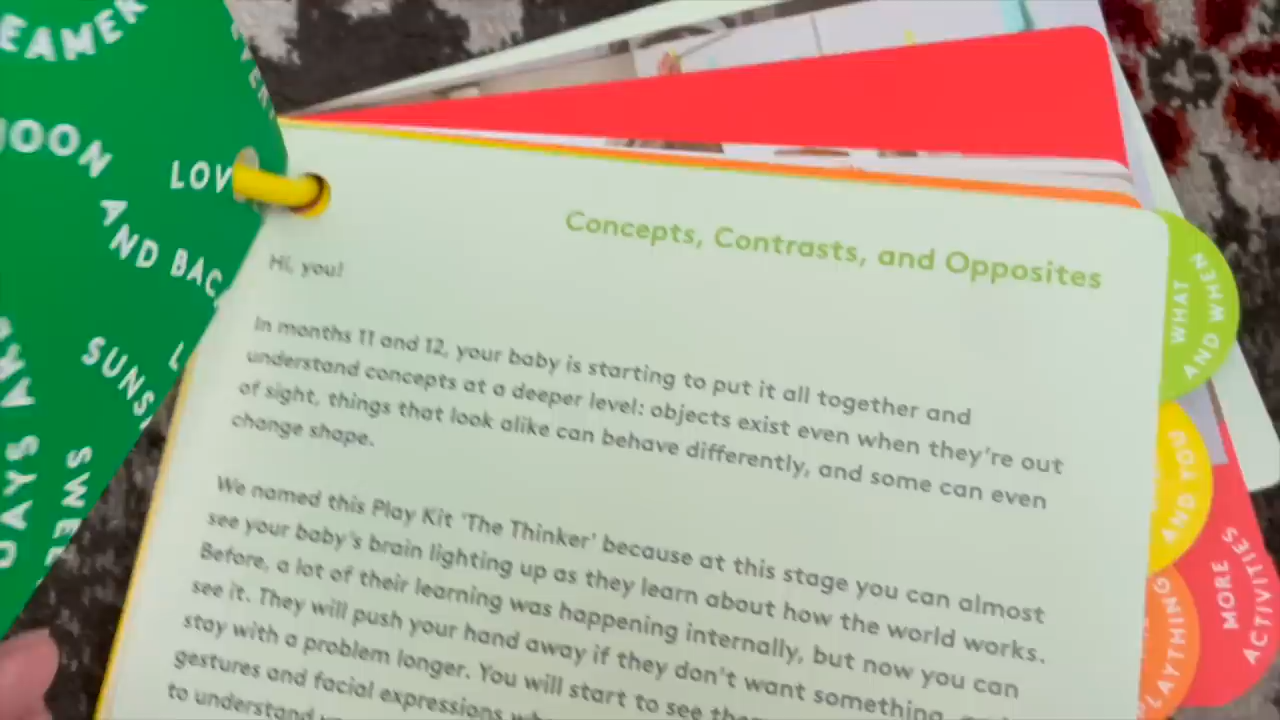 EAMER
OON
LOV
AND BAC
SUNS
DAYS
SWEE
Concepts, Contrasts, and Opposites
Hi, you!
In months 11 and 12, your baby is starting to put it all together and
understand concepts at a deeper level: objects exist even when they're out
of sight, things that look alike can behave differently, and some can even
change shape.
We named this Play Kit 'The Thinker' because at this stage you can almost
see your baby's brain lighting up as they learn about how the world works.
Before, a lot of their learning was happening internally, but now you can
see it. They will push your hand away if they don't want something,
stay with a problem longer. You will start to see
gestures and facial expressions
to understand
WHAT
AND WHEN
AND YOU
LAYTHING
MORE
ACTIVITIES